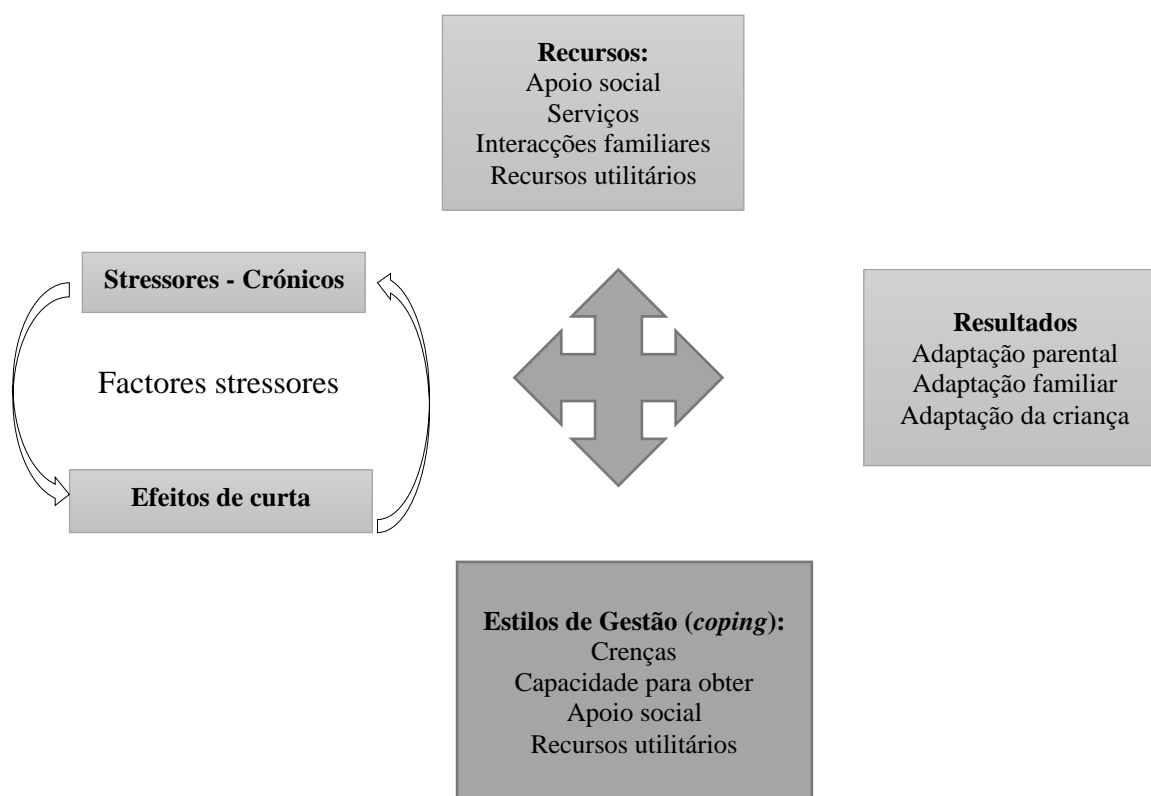 Recursos:
Apoio social
Serviços
Interacções familiares
Recursos utilitários
Stressores - Crónicos
Factores stressores
Efeitos de curta
Resultados
Adaptação parental
Adaptação familiar
Adaptação da criança
Estilos de Gestão (coping):
Crenças
Capacidade para obter
Apoio social
Recursos utilitários